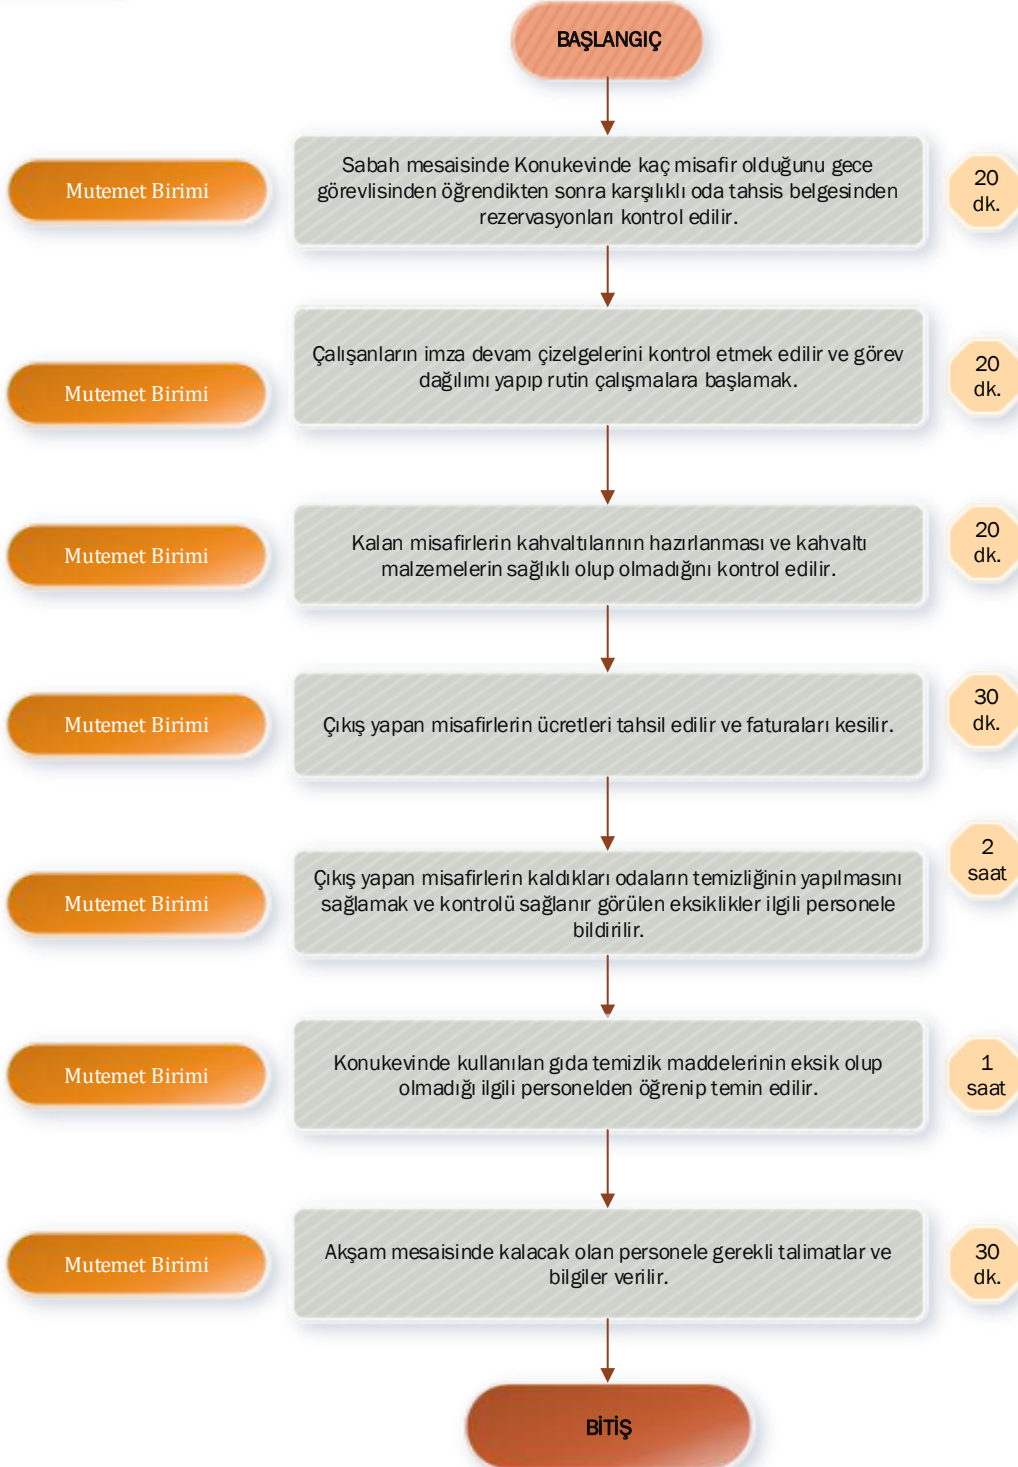 BAŞLANGIÇ
Mutemet Birimi
Sabah mesaisinde Konukevinde kaç misafir olduğunu gece
görevlisinden öğrendikten sonra karşılıklı oda tahsis belgesinden
rezervasyonları kontrol edilir.
20
dk.
Mutemet Birimi
Çalışanların imza devam çizelgelerini kontrol etmek edilir ve görev
dağılımı yapıp rutin çalışmalara başlamak.
20
dk.
Mutemet Birimi
Kalan misafirlerin kahvaltılarının hazırlanması ve kahvaltı
malzemelerin sağlıklı olup olmadığını kontrol edilir.
20
dk.
Mutemet Birimi
Çıkış yapan misafirlerin ücretleri tahsil edilir ve faturaları kesilir.
30
dk.
Mutemet Birimi
Çıkış yapan misafirlerin kaldıkları odaların temizliğinin yapılmasını
sağlamak ve kontrolü sağlanır görülen eksiklikler ilgili personele
bildirilir.
2
saat
Mutemet Birimi
Konukevinde kullanılan gıda temizlik maddelerinin eksik olup
olmadığı ilgili personelden öğrenip temin edilir.
1
saat
Mutemet Birimi
Akşam mesaisinde kalacak olan personele gerekli talimatlar ve
bilgiler verilir.
30
dk.
BİTİŞ